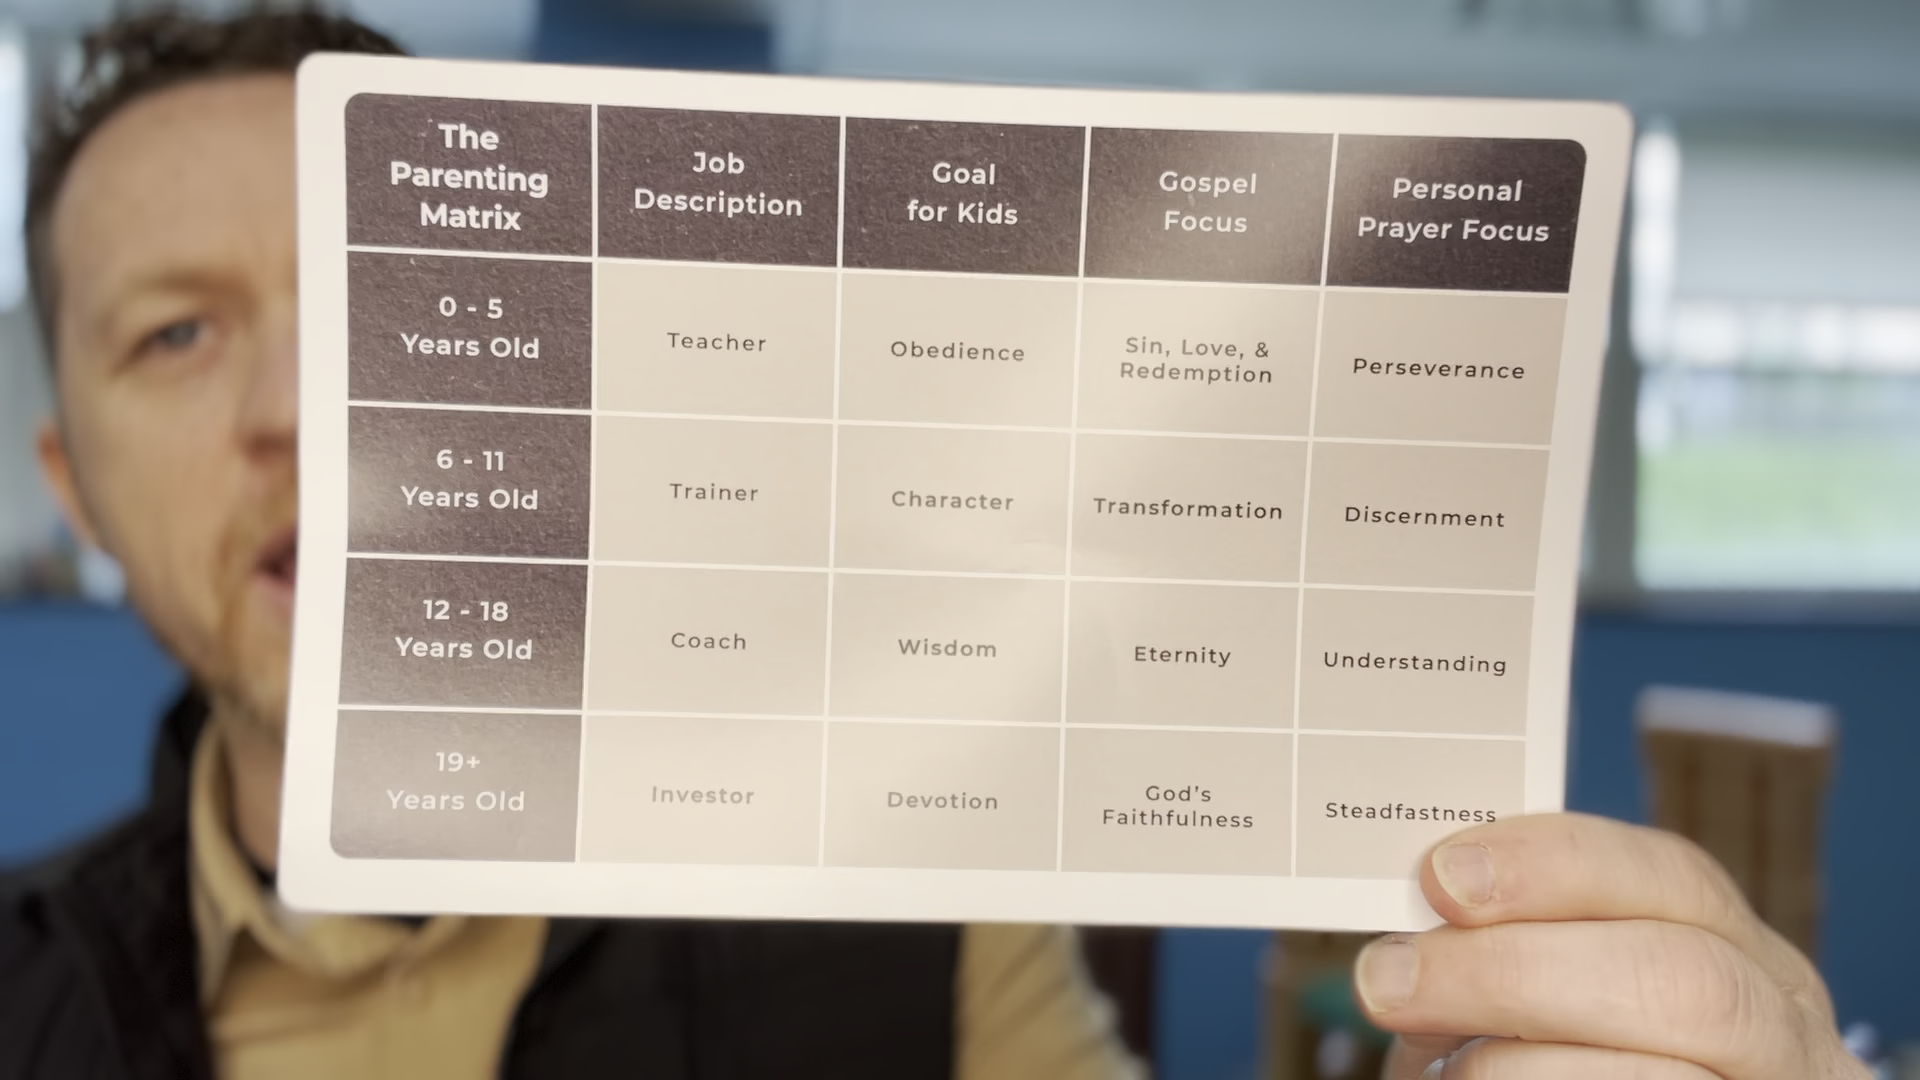 The
Parenting
Matrix
Job
Description
Goal
for Kids
Gospel
Focus
Personal
Prayer Focus
0 - 5
Years Old
Teacher
Obedience
Sin, Love, &
Redemption
Perseverance
6 - 11
Years Old
Trainer
Character
Transformation
Discernment
12 - 18
Years Old
Coach
Wisdom
Eternity
Understanding
19+
Years Old
Investor
Devotion
God's
Faithfulness
Steadfastness